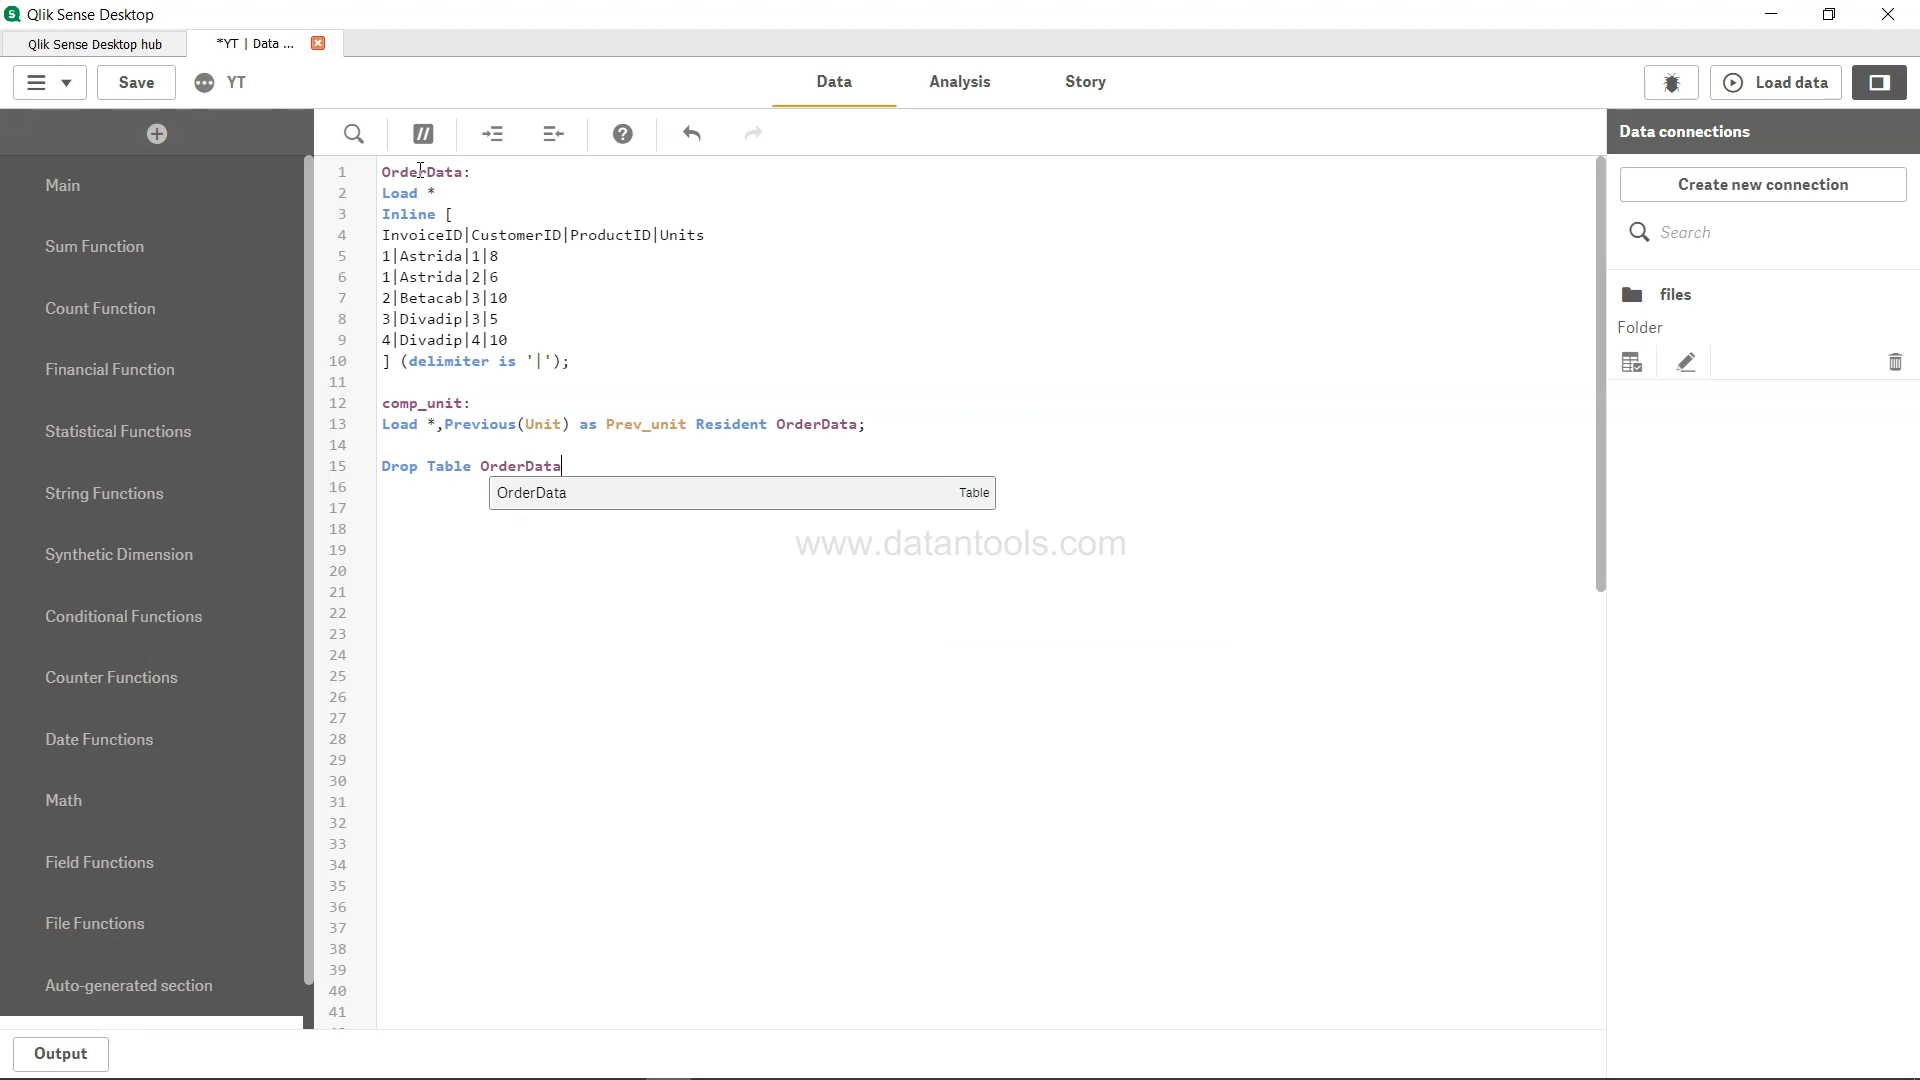 Qlik Sense Desktop
Qlik Sense Desktop hub
*YT | Data ...
Save
YT
Data
Analysis
Story
Load data
Main
Sum Function
Count Function
Financial Function
Statistical Functions
String Functions
Synthetic Dimension
Conditional Functions
Counter Functions
Date Functions
Math
Field Functions
File Functions
Auto-generated section
1 OrderData:
2 Load *
3 Inline [
4 InvoiceID|CustomerID|ProductID|Units
5 1|Astrida|1|8
6 1|Astrida|2|6
7 2|Betacab|3|10
8 3|Divadip|3|5
9 4|Divadip|4|10
10 ] (delimiter is '|');
11
12 comp_unit:
13 Load *,Previous(Unit) as Prev_unit Resident OrderData;
14
15 Drop Table OrderData
OrderData Table
16
17
18
19
20
21
22
23
24
25
26
27
28
29
30
31
32
33
34
35
36
37
38
39
40
41
www.datantools.com
Data connections
Create new connection
Search
files
Folder
Output